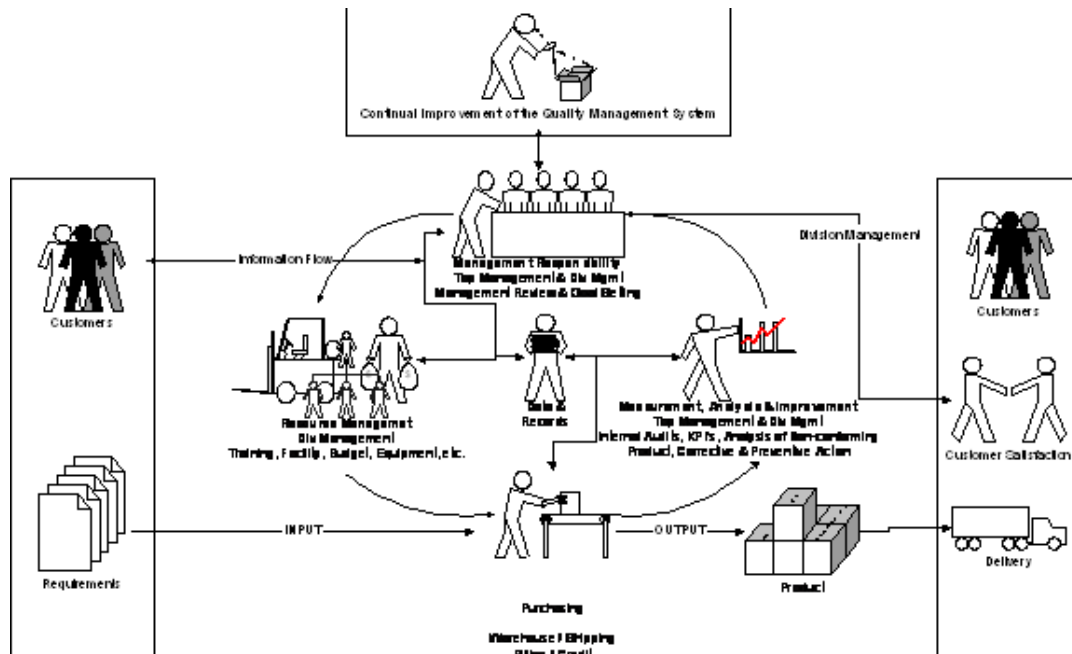 Continual Improvement of the Quality Management System
Division Management
Information Flow
Management Responsibility
Top Management & Div Mgmt
Management Review &
Customers
Customers
Data &
Records
Resource Management
Div Management
Training, Facility, Budget, Equipment, etc.
Measurement, Analysis & Improvement
Top Management & Div Mgmt
Internal Audits, KPI's, Analysis of Non-conforming
Product, Corrective & Preventive Action
Customer Satisfaction
INPUT
OUTPUT
Requirements
Product
Delivery
Purchasing
Warehouse / Shipping